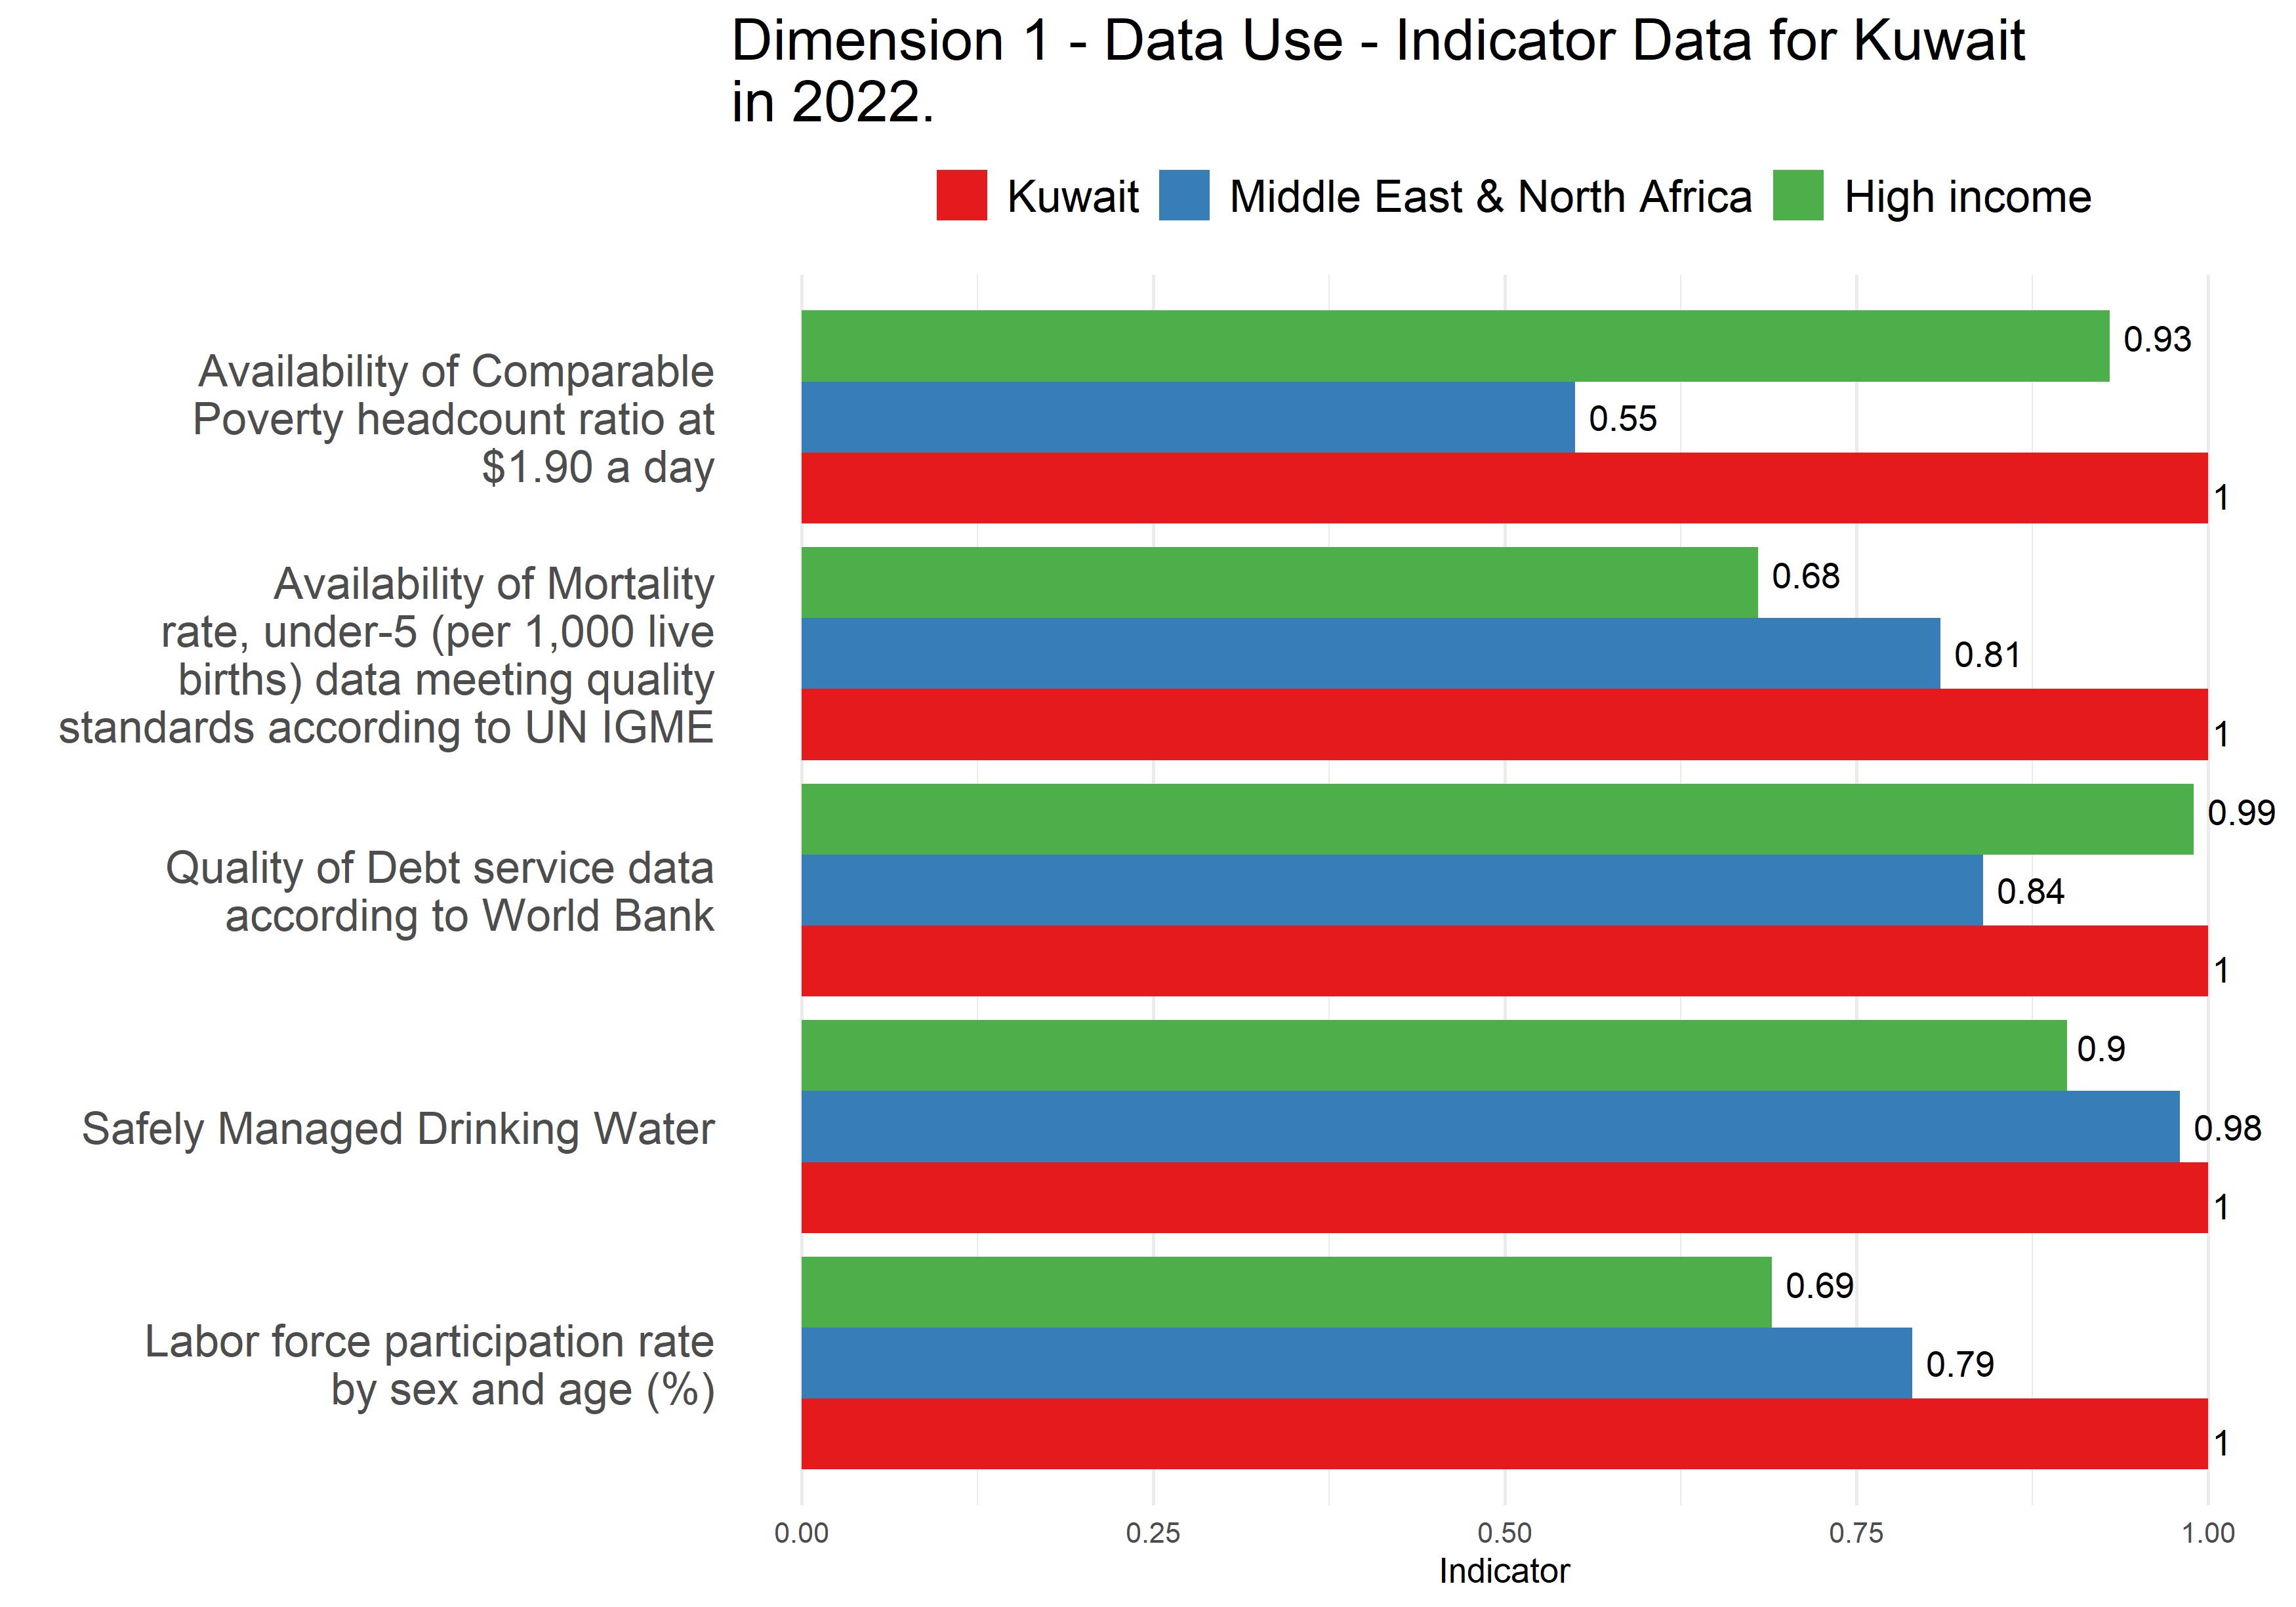 Dimension 1 - Data Use - Indicator Data for Kuwait
in 2022.
Kuwait
Middle East & North Africa
High income
Availability of Comparable
Poverty headcount ratio at
$1.90 a day
0.93
0.55
1
Availability of Mortality
rate, under-5 (per 1,000 live
births) data meeting quality
standards according to UN IGME
0.68
0.81
1
Quality of Debt service data
according to World Bank
0.99
0.84
1
Safely Managed Drinking Water
0.9
0.98
1
Labor force participation rate
by sex and age (%)
0.69
0.79
1
0.00
0.25
0.50
0.75
1.00
Indicator